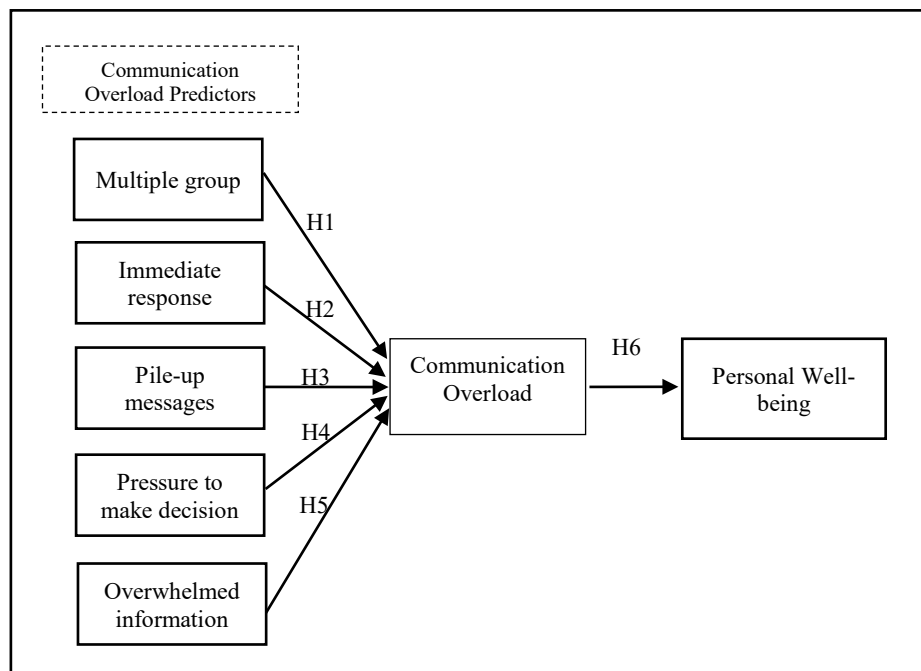 Communication
Overload Predictors
Multiple group
H1
Immediate
response
H2
Pile-up
messages
H3
Pressure to
make decision
H4
Overwhelmed
information
H5
Communication
Overload
H6
Personal Well-
being